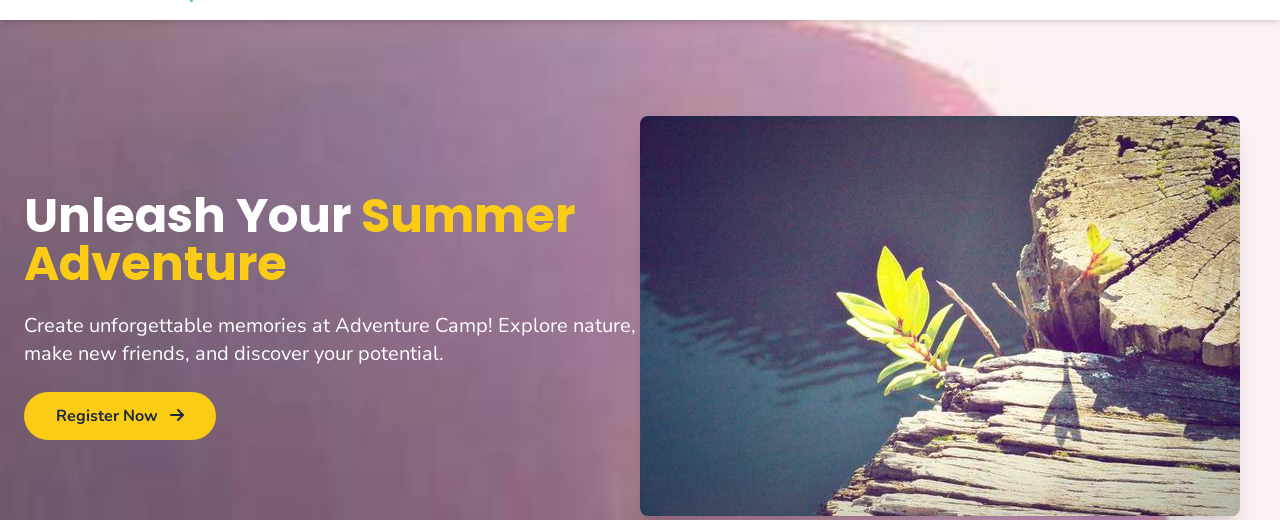 Unleash Your Summer
Adventure
Create unforgettable memories at Adventure Camp! Explore nature,
make new friends, and discover your potential.
Register Now